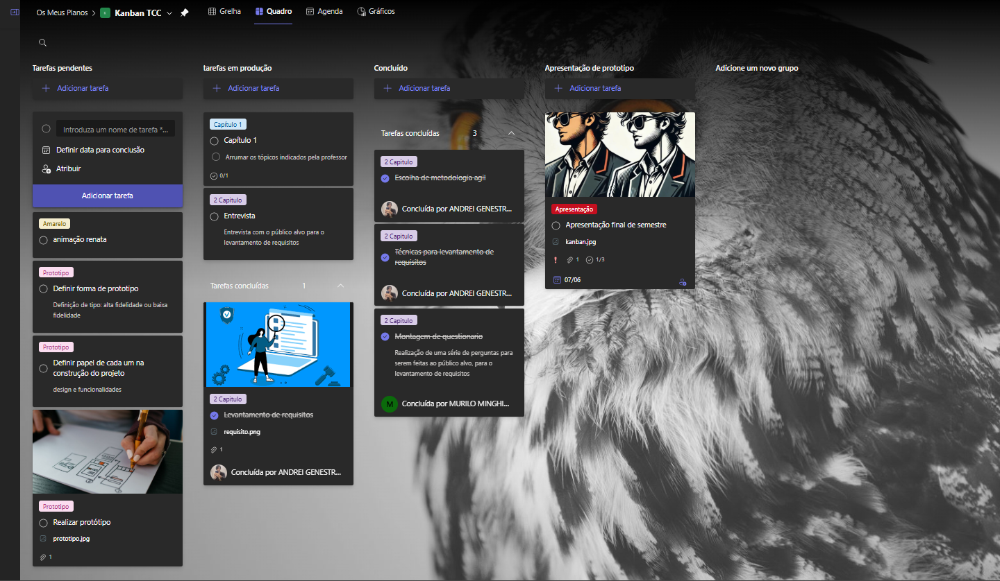 Os Meus Planos > Kanban TCC
Grelha
Quadro
Agenda
Gráficos
Tarefas pendentes
Adicionar tarefa
Introduza um nome de tarefa *...
Definir data para conclusão
Atribuir
Adicionar tarefa
Amarelo
animação renata
Prototipo
Definir forma de prototipo
Definição de tipo: alta fidelidade ou baixa
fidelidade
Prototipo
Definir papel de cada um na
construção do projeto
design e funcionalidades
Prototipo
Realizar protótipo
prototipo.jpg
1
tarefas em produção
Adicionar tarefa
Capítulo 1
Capítulo 1
Arrumar os tópicos indicados pela professor
0/1
2 Capitulo
Entrevista
Entrevista com o público alvo para o
levantamento de requisitos
Tarefas concluídas 1
2 Capitulo
Levantamento de requisitos
requisito.png
1
Concluída por ANDREI GENESTR...
Concluído
Adicionar tarefa
Tarefas concluídas 3
2 Capitulo
Escolha de metodologia agil
Concluída por ANDREI GENESTR...
2 Capitulo
Técnicas para levantamento de
requisitos
Concluída por ANDREI GENESTR...
2 Capitulo
Montagem de questionario
Realização de uma série de perguntas para
serem feitas ao público alvo, para o
levantamento de requisitos
M
Concluída por MURILO MINGHI...
Apresentação de prototipo
Adicionar tarefa
Apresentação
Apresentação final de semestre
kanban.jpg
1 1/3
07/06
Adicione um novo grupo